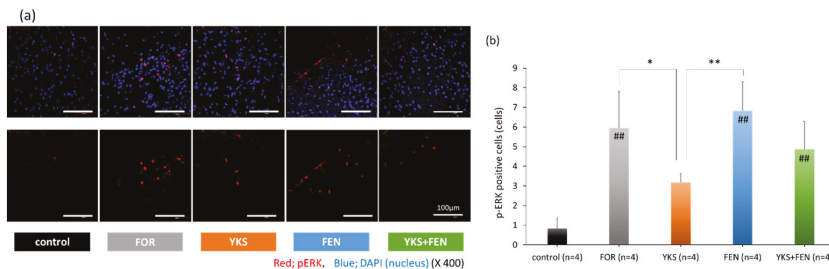 (a)
100μm
control FOR YKS FEN YKS+FEN
Red; pERK, Blue; DAPI (nucleus) (X 400)
(b)
* **
p-ERK positive cells (cells)
9
8
7
6
5
4
3
2
1
0
## ## ##
control (n=4) FOR (n=4) YKS (n=4) FEN (n=4) YKS+FEN (n=4)